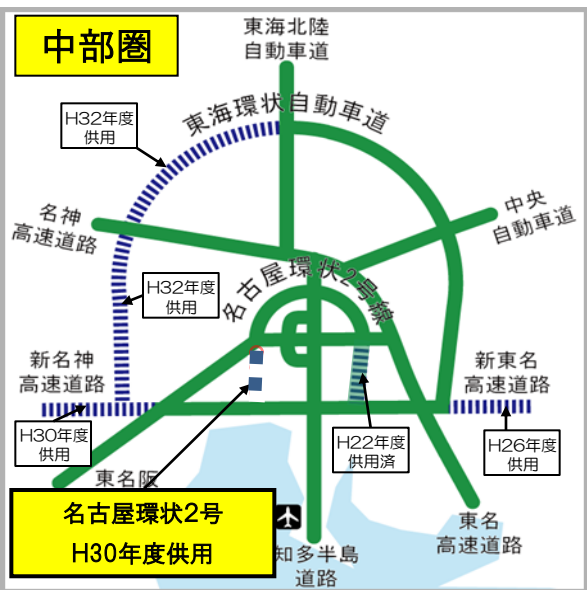 中部圏
東海北陸
自動車道
東海環状自動車道
H32年度
供用
名神
高速道路
中央
自動車道
名古屋環状2号線
H32年度
供用
新名神
高速道路
新東名
高速道路
H30年度
供用
H22年度
供用済
H26年度
供用
東名阪
名古屋環状2号
H30年度供用
知多半島
道路
東名
高速道路